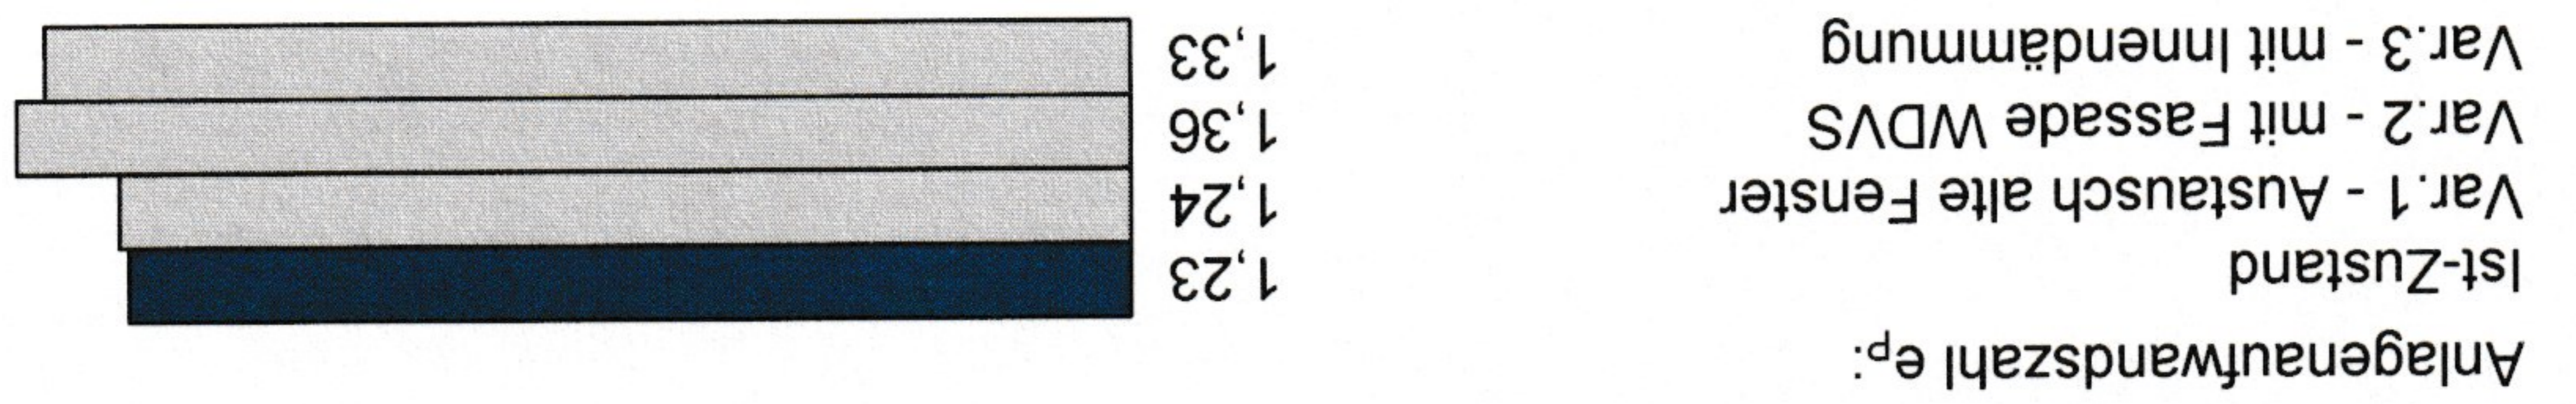 Anlagenaufwandszahl eP:
Ist-Zustand 1,23
Var.1 - Austausch alte Fenster 1,24
Var.2 - mit Fassade WDVS 1,36
Var.3 - mit Innendämmung 1,33